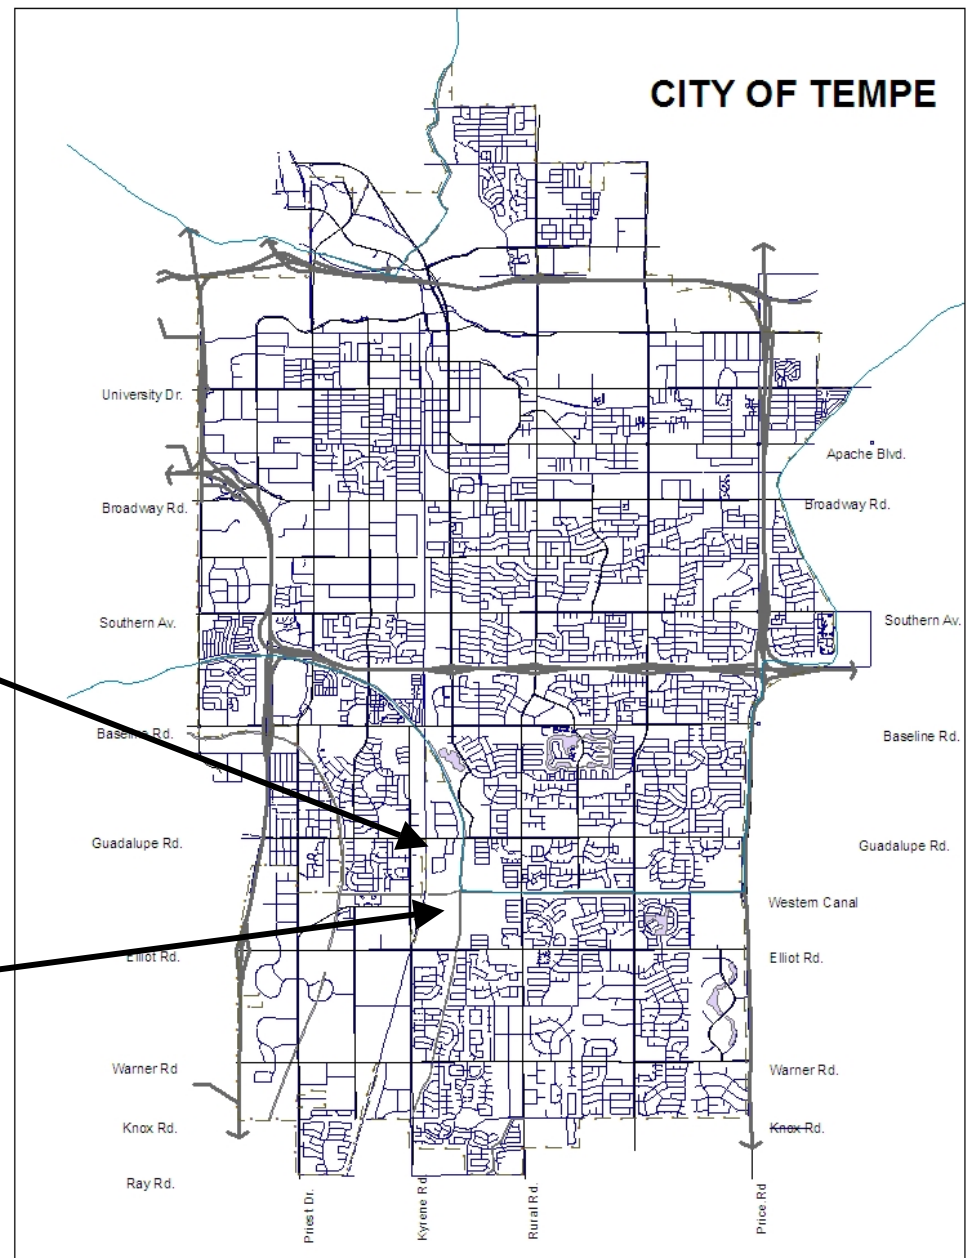 CITY OF TEMPE
University Dr.
Apache Blvd.
Broadway Rd.
Broadway Rd.
Southern Av.
Southern Av.
Baseline Rd.
Baseline Rd.
Guadalupe Rd.
Guadalupe Rd.
Western Canal
Elliot Rd.
Elliot Rd.
Warner Rd
Warner Rd.
Knox Rd.
Knox Rd.
Ray Rd.
Priest Dr.
Kyrene Rd
Rural Rd.
Price Rd